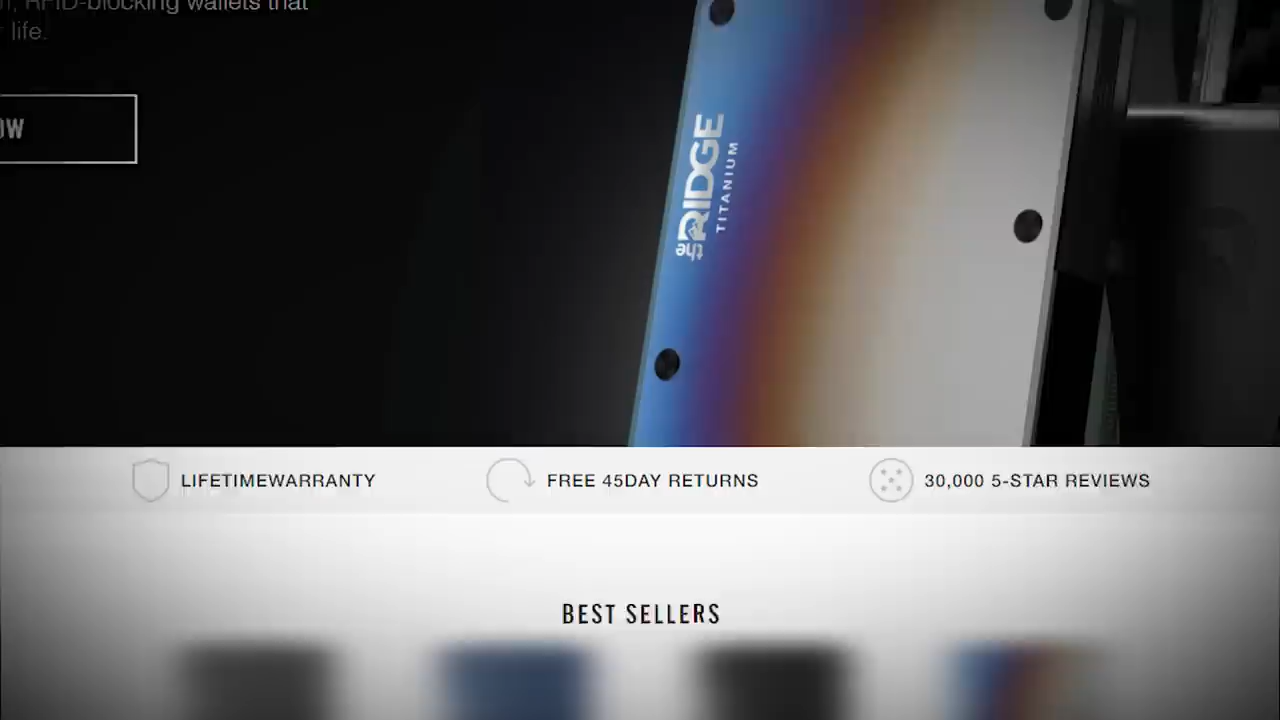 RFID-blocking wallets that
life.
the RIDGE
TITANIUM
LIFETIMEWARRANTY
FREE 45DAY RETURNS
30,000 5-STAR REVIEWS
BEST SELLERS